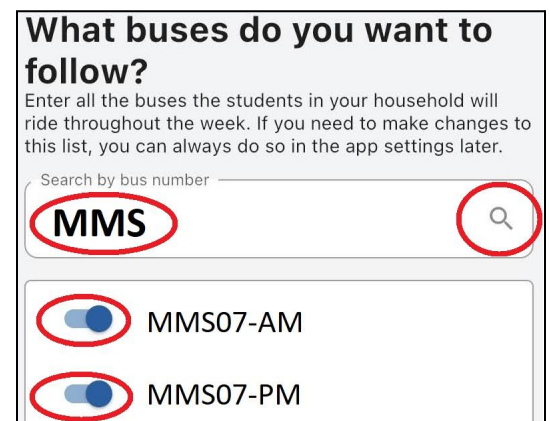 What buses do you want to
follow?
Enter all the buses the students in your household will
ride throughout the week. If you need to make changes to
this list, you can always do so in the app settings later.
Search by bus number
MMS
MMS07-AM
MMS07-PM